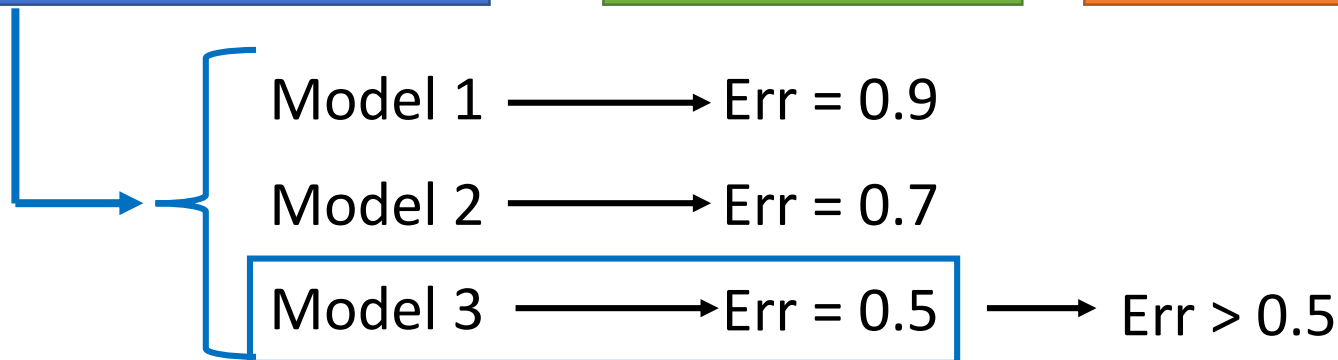 Model 1 Err = 0.9
Model 2 Err = 0.7
Model 3 Err = 0.5 Err > 0.5